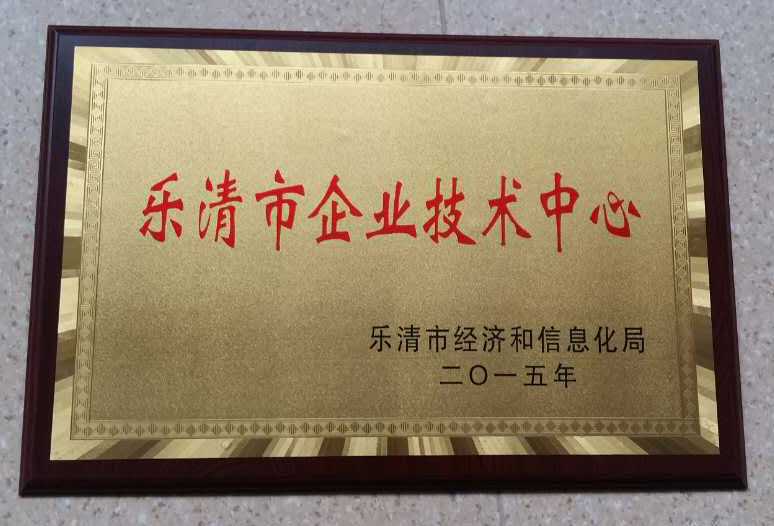 乐清市企业技术中心
乐清市经济和信息化局
二〇一五年